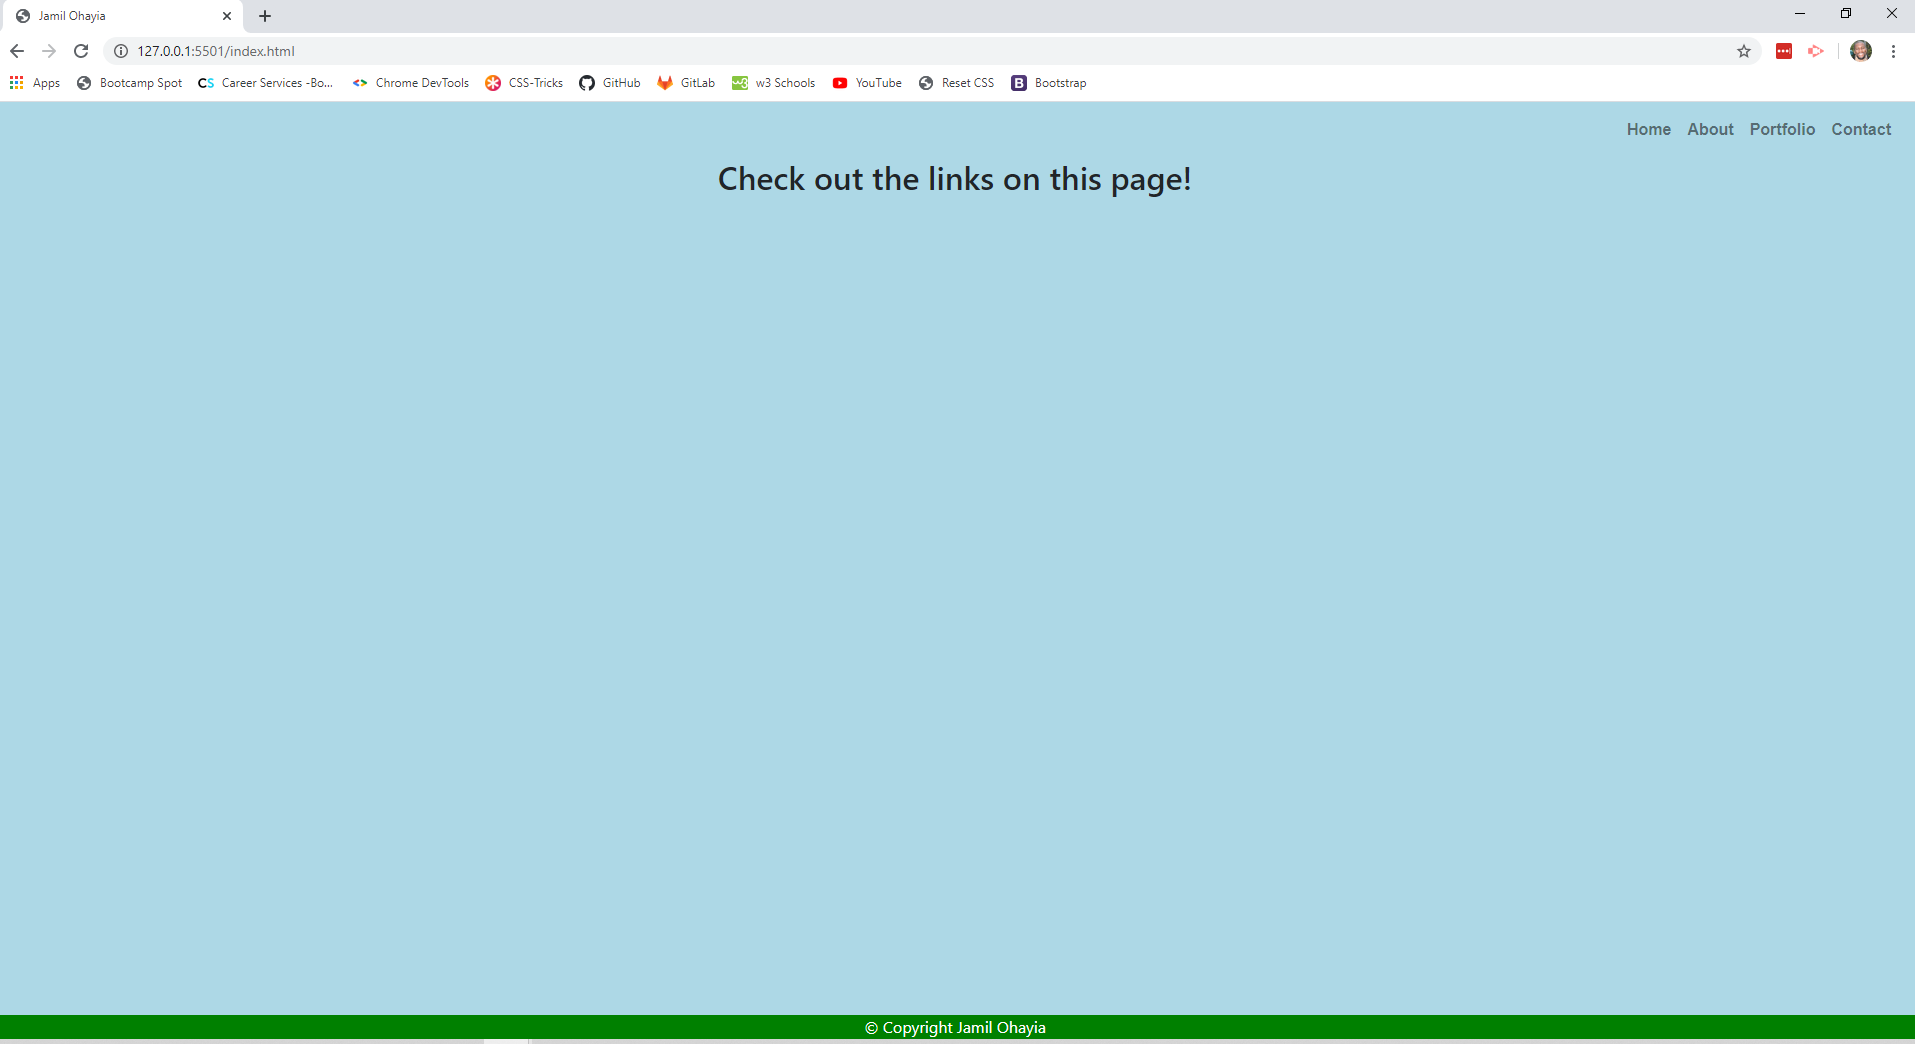 Jamil Ohayia
127.0.0.1:5501/index.html
Apps Bootcamp Spot CS Career Services -Bo... Chrome DevTools CSS-Tricks GitHub GitLab w3 w3 Schools YouTube Reset CSS B Bootstrap
Home About Portfolio Contact
Check out the links on this page!
© Copyright Jamil Ohayia